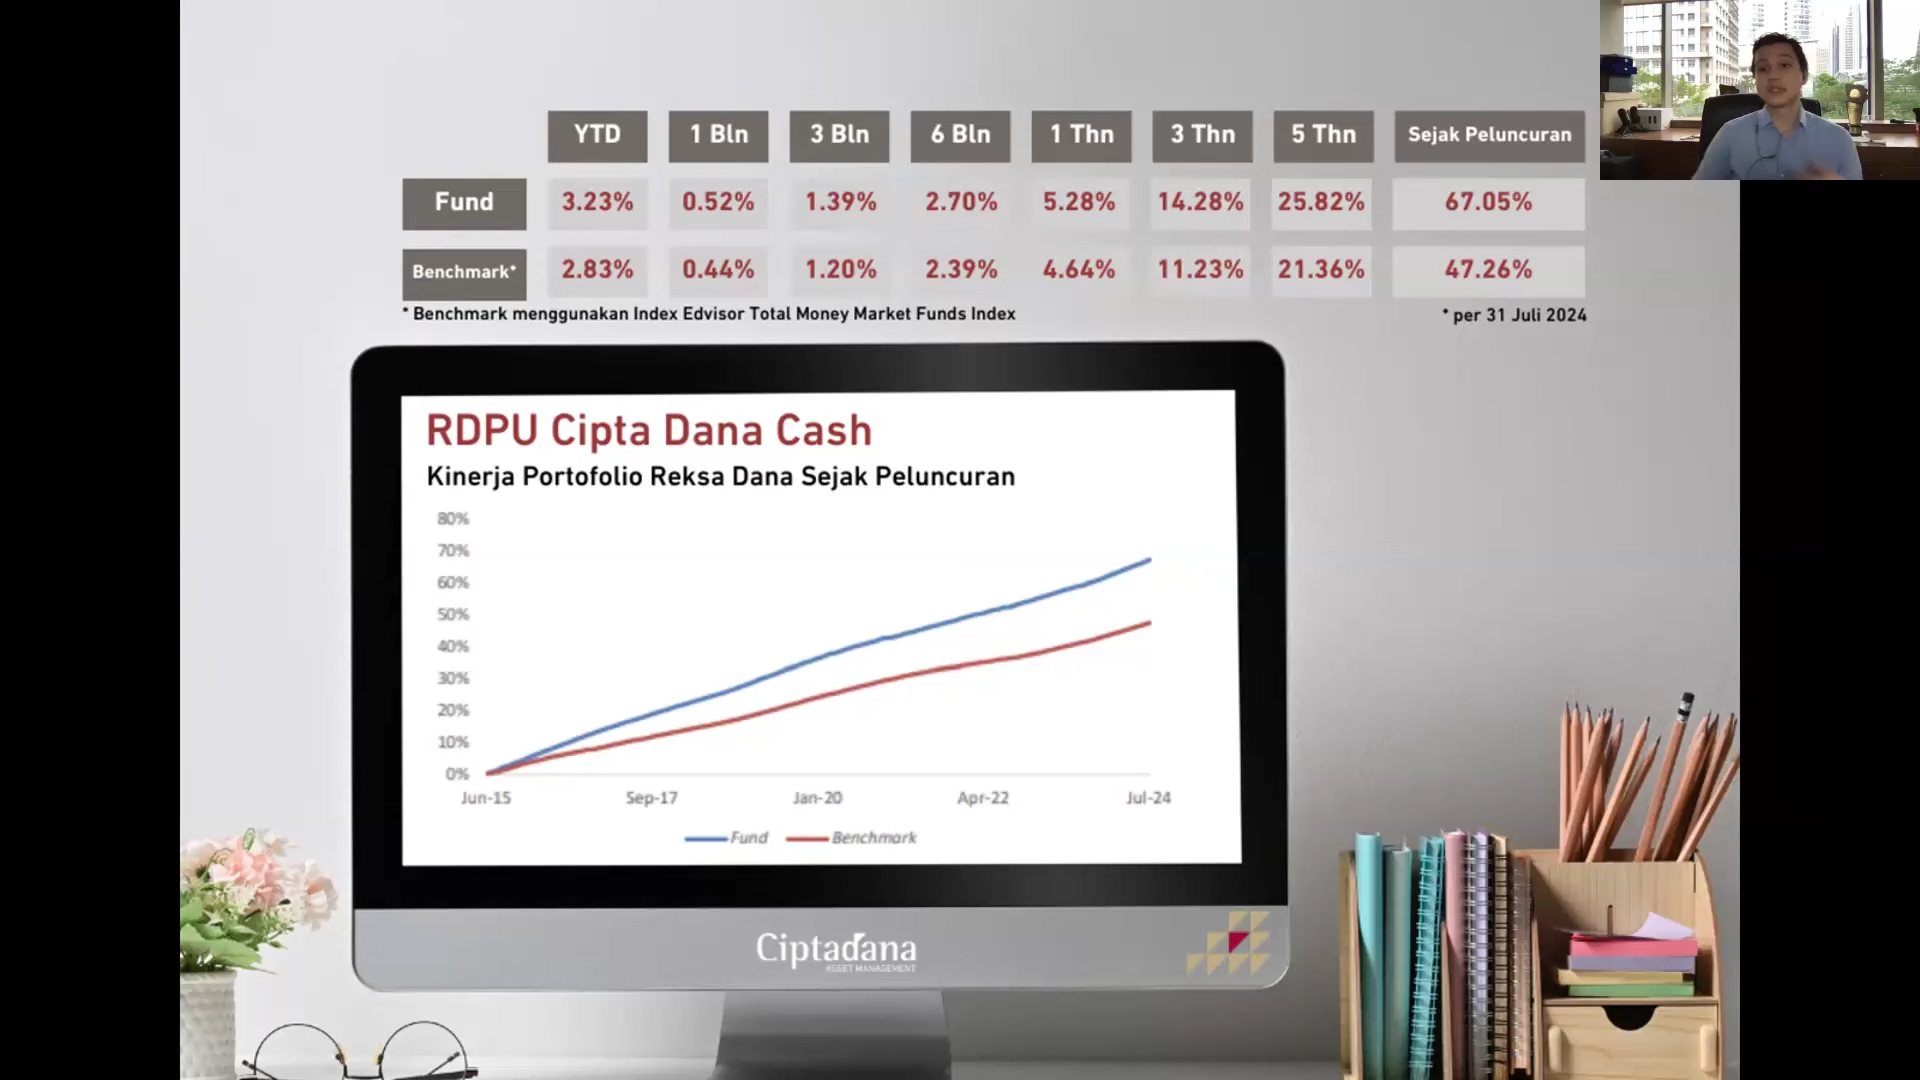 YTD 1 Bln 3 Bln 6 Bln 1 Thn 3 Thn 5 Thn Sejak Peluncuran
Fund 3.23% 0.52% 1.39% 2.70% 5.28% 14.28% 25.82% 67.05%
Benchmark* 2.83% 0.44% 1.20% 2.39% 4.64% 11.23% 21.36% 47.26%
* Benchmark menggunakan Index Edvisor Total Money Market Funds Index
* per 31 Juli 2024
RDPU Cipta Dana Cash
Kinerja Portofolio Reksa Dana Sejak Peluncuran
80%
70%
60%
50%
40%
30%
20%
10%
0%
Jun-15 Sep-17 Jan-20 Apr-22 Jul-24
Fund Benchmark
Ciptadana
ASSET MANAGEMENT